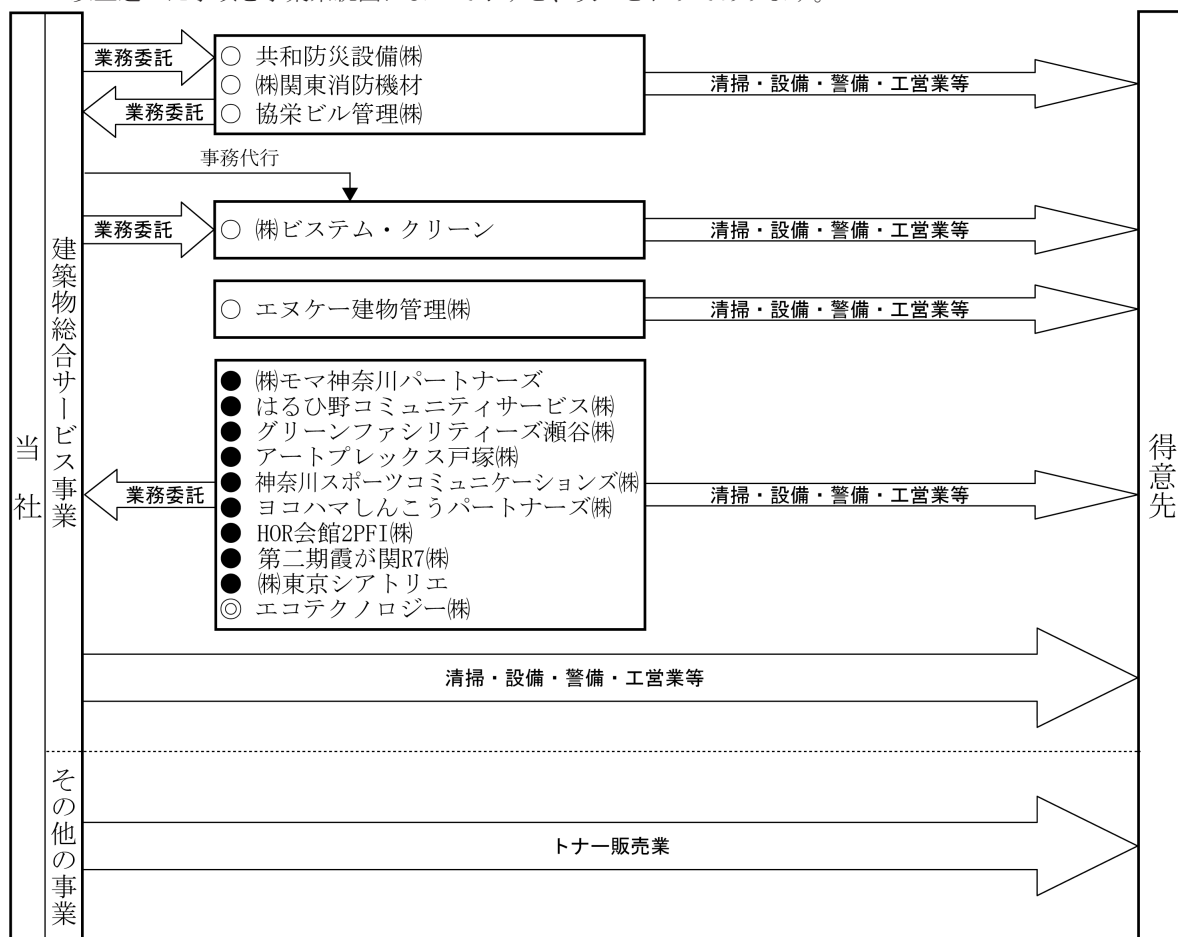 当社
建築物総合サービス事業
業務委託
業務委託
○ 共和防災設備㈱
○ ㈱関東消防機材
○ 協栄ビル管理㈱
清掃・設備・警備・工営業等
事務代行
業務委託
○ ㈱ビステム・クリーン
清掃・設備・警備・工営業等
○ エヌケー建物管理㈱
清掃・設備・警備・工営業等
業務委託
● ㈱モマ神奈川パートナーズ
● はるひ野コミュニティサービス㈱
● グリーンファシリティーズ瀬谷㈱
● アートプレックス戸塚㈱
● 神奈川スポーツコミュニケーションズ㈱
● ヨコハマしんこうパートナーズ㈱
● HOR会館2PFI㈱
● 第二期霞が関R7㈱
● ㈱東京シアトリエ
◎ エコテクノロジー㈱
清掃・設備・警備・工営業等
清掃・設備・警備・工営業等
その他の事業
トナー販売業
得意先